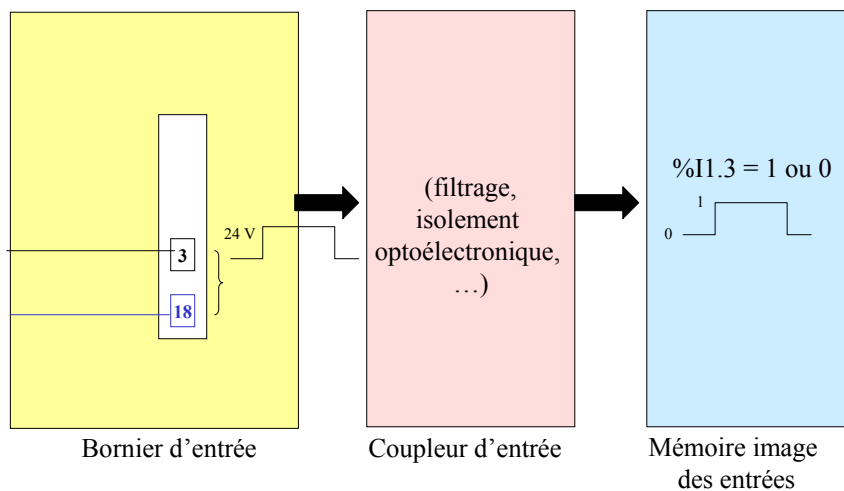 3
18
24 V
(filtrage,
isolement
optoélectronique,
…)
%I1.3 = 1 ou 0
1
0
Bornier d’entrée
Coupleur d’entrée
Mémoire image
des entrées